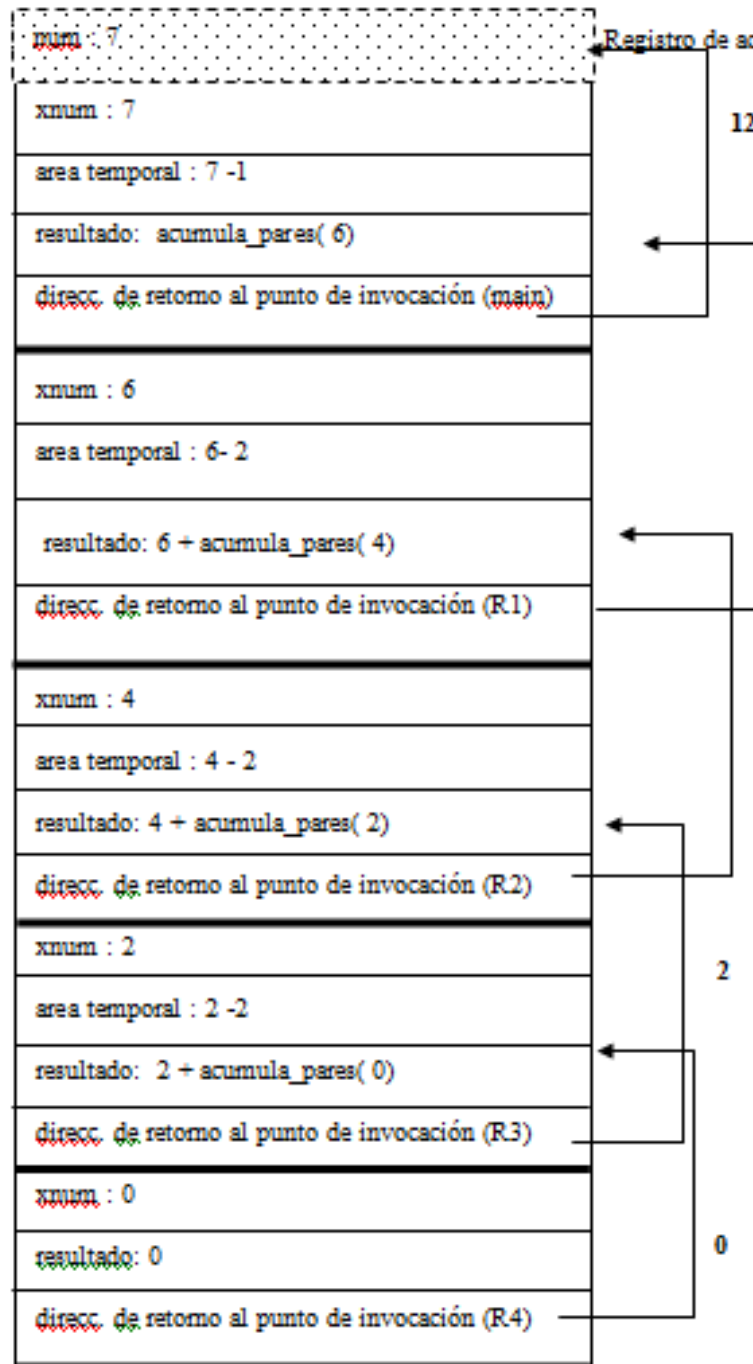 num : 7
Registro de ac
xnum : 7
12
area temporal : 7 -1
resultado: acumula_pares( 6)
direcc. de retorno al punto de invocación (main)
xnum : 6
area temporal : 6- 2
resultado: 6 + acumula_pares( 4)
direcc. de retorno al punto de invocación (R1)
xnum : 4
area temporal : 4 - 2
resultado: 4 + acumula_pares( 2)
direcc. de retorno al punto de invocación (R2)
xnum : 2
2
area temporal : 2 -2
resultado: 2 + acumula_pares( 0)
direcc. de retorno al punto de invocación (R3)
xnum : 0
resultado: 0
0
direcc. de retorno al punto de invocación (R4)